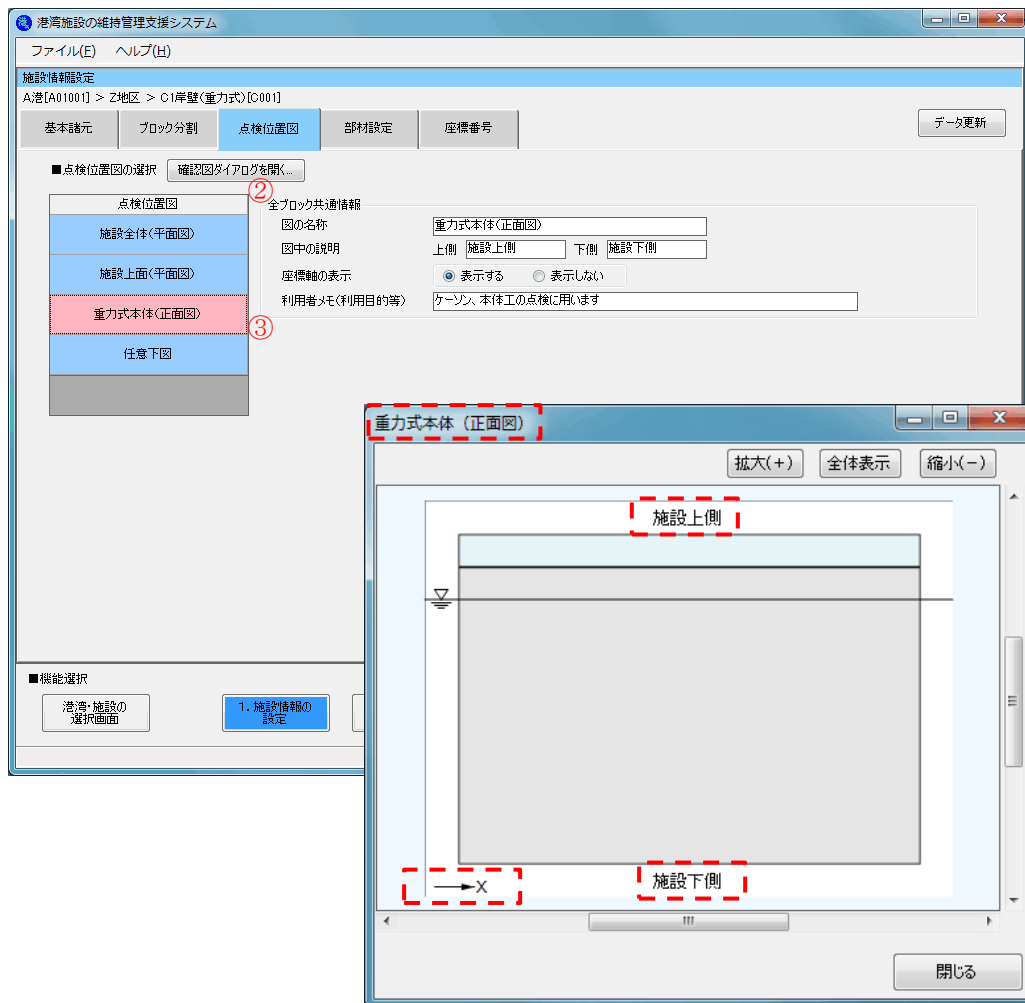 港湾施設の維持管理支援システム
ファイル(F) ヘルプ(H)
施設情報設定
A港[A01001] > Z地区 > C1岸壁(重力式)[C001]
基本諸元 ブロック分割 点検位置図 部材設定 座標番号 データ更新
■点検位置図の選択 確認図ダイアログを開く...
②
点検位置図
施設全体(平面図)
施設上面(平面図)
重力式本体(正面図)
③
任意下図
全ブロック共通情報
図の名称 重力式本体(正面図)
図中の説明 上側 施設上側 下側 施設下側
座標軸の表示 表示する 表示しない
利用者メモ(利用目的等) ケーソン、本体工の点検に用います
■機能選択
港湾・施設の
選択画面
1. 施設情報の
設定
重力式本体（正面図）
拡大(+) 全体表示 縮小(-)
施設上側
施設下側
X
閉じる